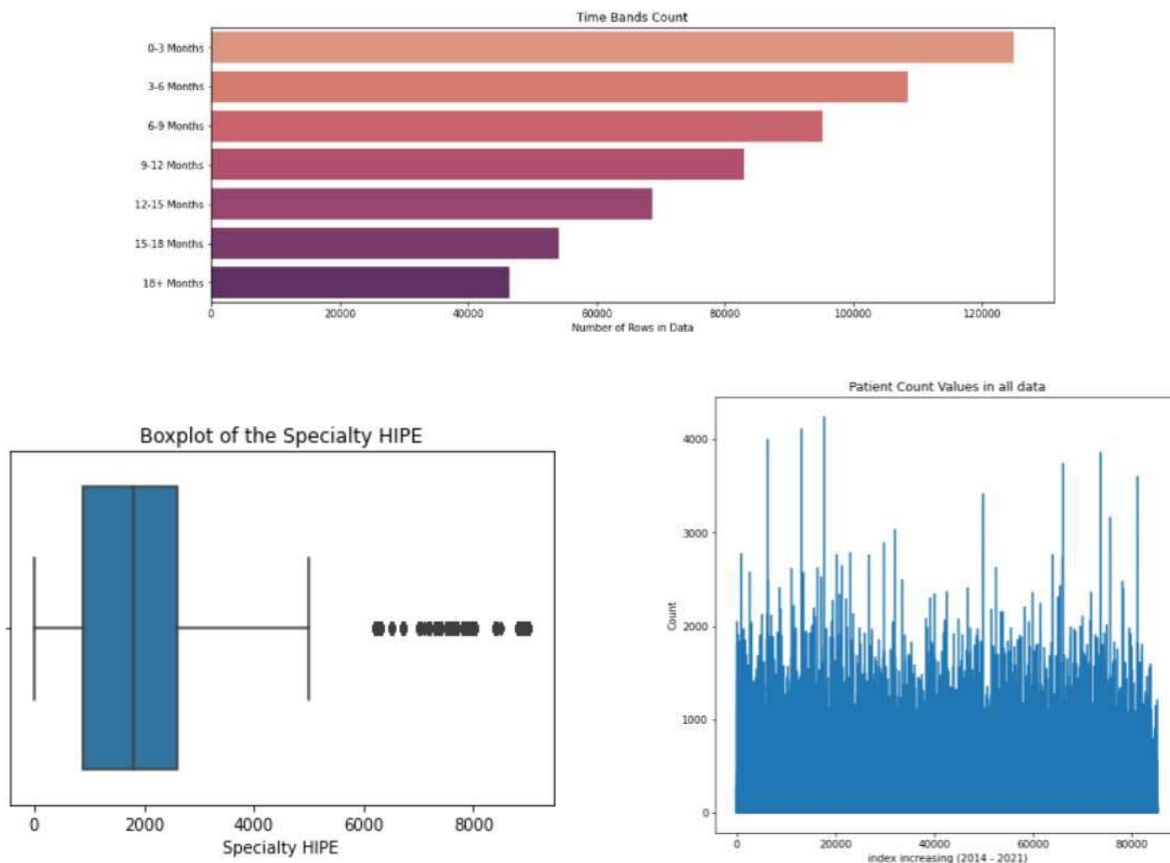 Time Bands Count
0-3 Months
3-6 Months
6-9 Months
9-12 Months
12-15 Months
15-18 Months
18+ Months
0 20000 40000 60000 80000 100000 120000
Number of Rows in Data
Boxplot of the Specialty HIPE
0 2000 4000 6000 8000
Specialty HIPE
Patient Count Values in all data
4000
3000
Count
2000
1000
0
0 20000 40000 60000 80000
index increasing (2014 - 2021)